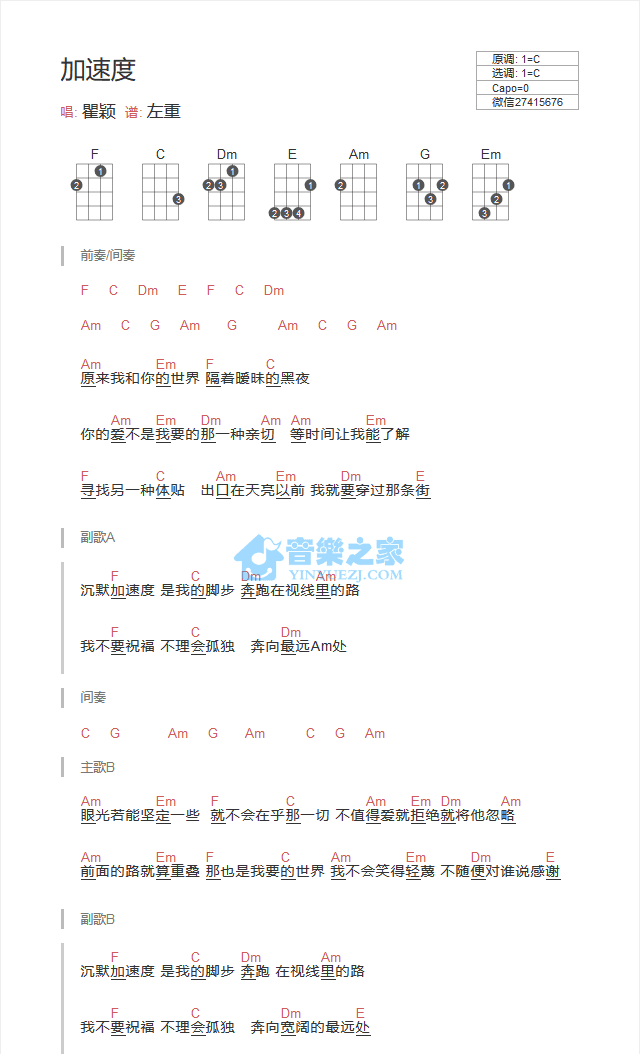 加速度
原调: 1=C
选调: 1=C
Capo=0
微信27415676
唱: 瞿颖 谱: 左重
F C Dm E Am G Em
2 1 3 2 3 1 2 3 4 1 2 1 2 3 3 2 1
前奏/间奏
F C Dm E F C Dm
Am C G Am G Am C G Am
Am Em F C
原来我和你的世界 隔着暧昧的黑夜
Am Em Dm Am Am Em
你的爱不是我要的那一种亲切 等时间让我能了解
F C Am Em Dm E
寻找另一种体贴 出口在天亮以前 我就要穿过那条街
副歌A
音樂之家
YINYUEZJ.COM
F C Dm Am
沉默加速度 是我的脚步 奔跑在视线里的路
F C Dm
我不要祝福 不理会孤独 奔向最远Am处
间奏
C G Am G Am C G Am
主歌B
Am Em F C Am Em Dm Am
眼光若能坚定一些 就不会在乎那一切 不值得爱就拒绝就将他忽略
Am Em F C Am Em Dm E
前面的路就算重叠 那也是我要的世界 我不会笑得轻蔑 不随便对谁说感谢
副歌B
F C Dm Am
沉默加速度 是我的脚步 奔跑 在视线里的路
F C Dm E
我不要祝福 不理会孤独 奔向宽阔的最远处